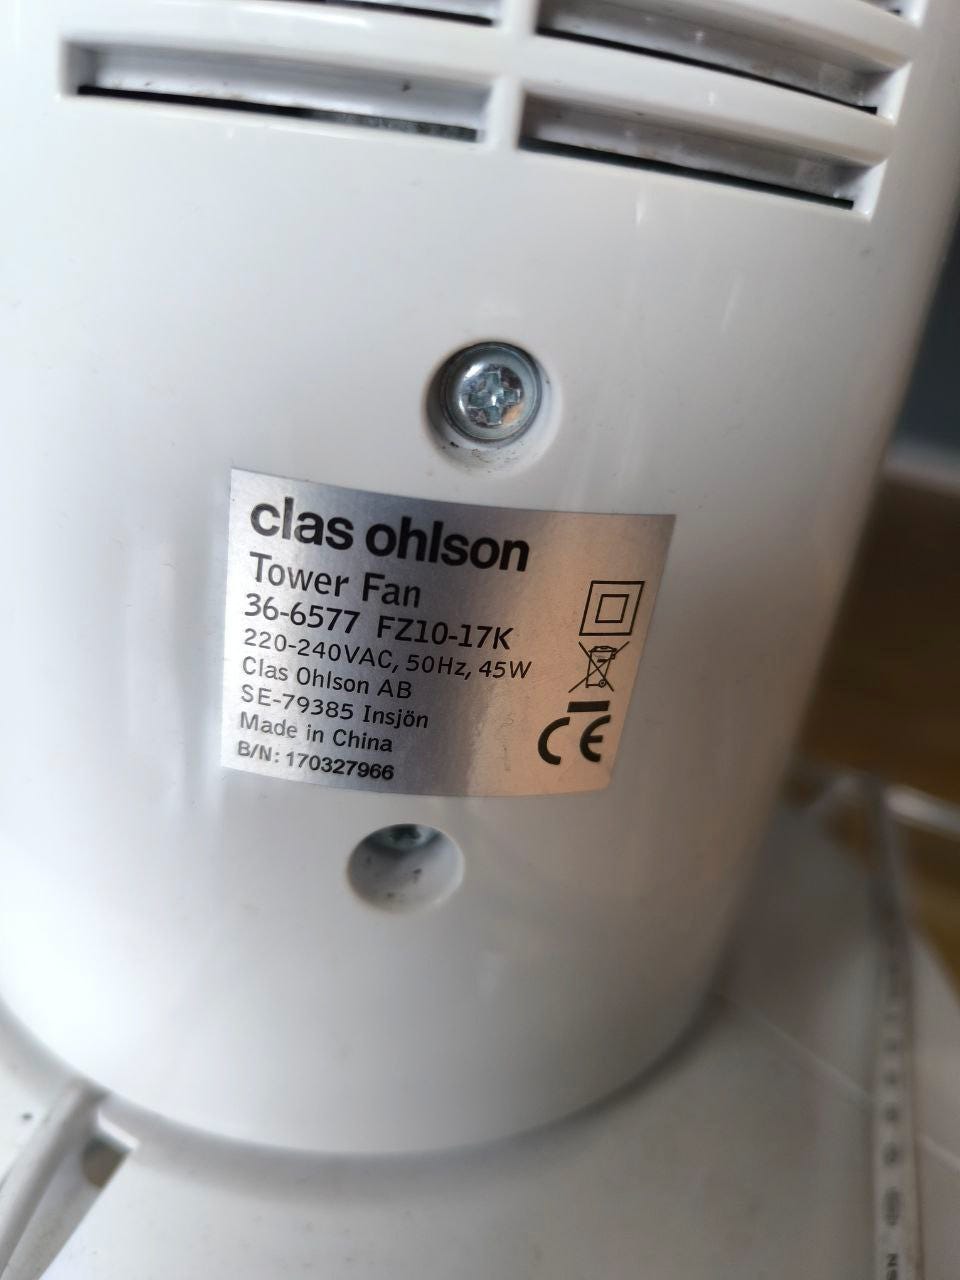 clas ohlson
Tower Fan
36-6577 FZ10-17K
220-240VAC, 50Hz, 45W
Clas Ohlson AB
SE-79385 Insjön
Made in China
B/N: 170327966
CE